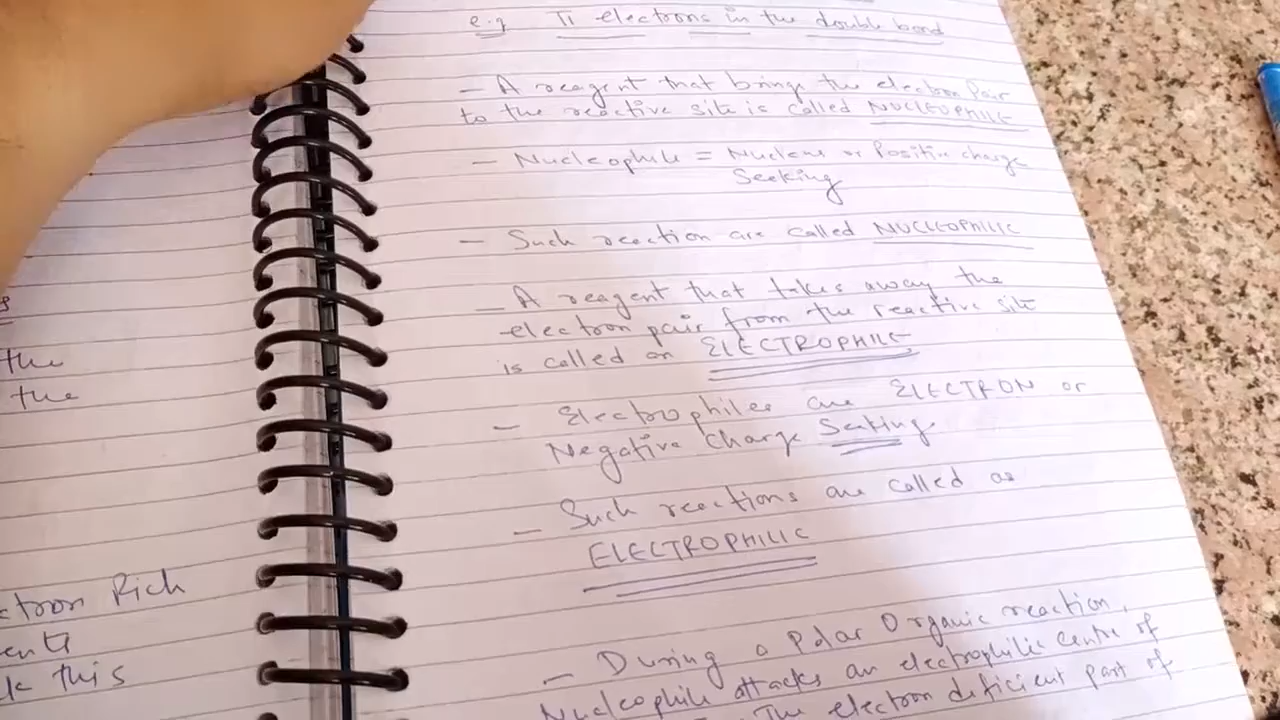 s
the
the
ctron Rich
k this
e.g π electrons in the double bond
- A reagent that brings the electron pair
to the reactive site is called NUCLEOPHILE
- Nucleophile = Nucleus or Positive charge
Seeking
- Such reaction are called NUCLEOPHILIC
- A reagent that takes away the
electron pair from the reactive site
is called an ELECTROPHILE
- Electrophiles are ELECTRON or
Negative Charge Seeking
- Such reactions are called as
ELECTROPHILIC
- During a Polar Organic reaction,
Nucleophile attacks an electrophilic centre of
The electron deficient part of